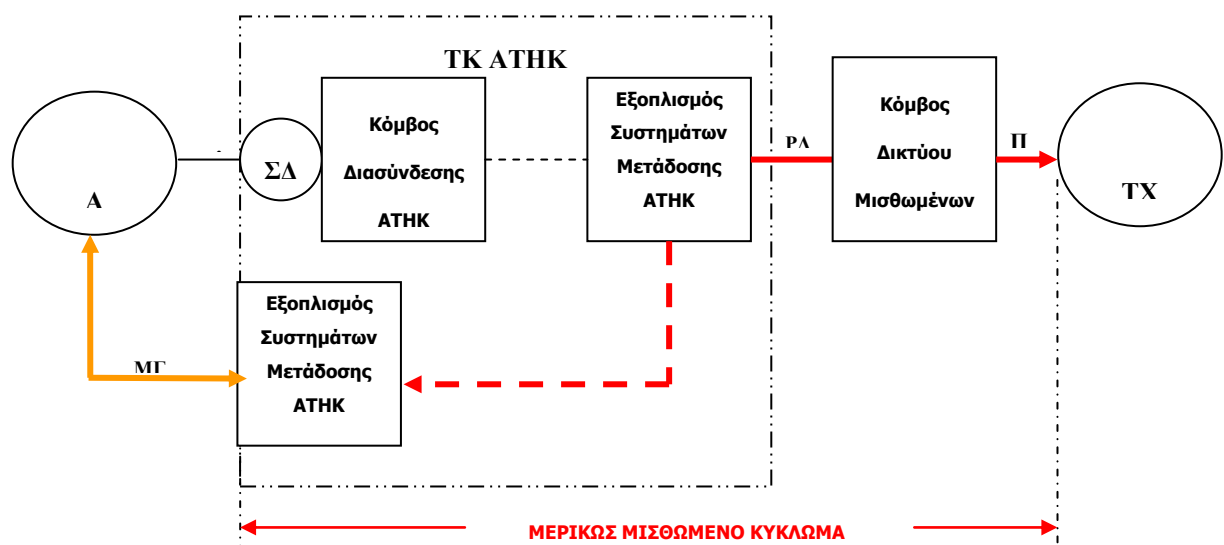 ΤΚ ΑΤΗΚ
Α
ΣΔ
Κόμβος
Διασύνδεσης
ΑΤΗΚ
Εξοπλισμός
Συστημάτων
Μετάδοσης
ΑΤΗΚ
Κόμβος
Δικτύου
Μισθωμένων
Π
ΤΧ
Εξοπλισμός
Συστημάτων
Μετάδοσης
ΑΤΗΚ
ΜΓ
ΜΕΡΙΚΩΣ ΜΙΣΘΩΜΕΝΟ ΚΥΚΛΩΜΑ